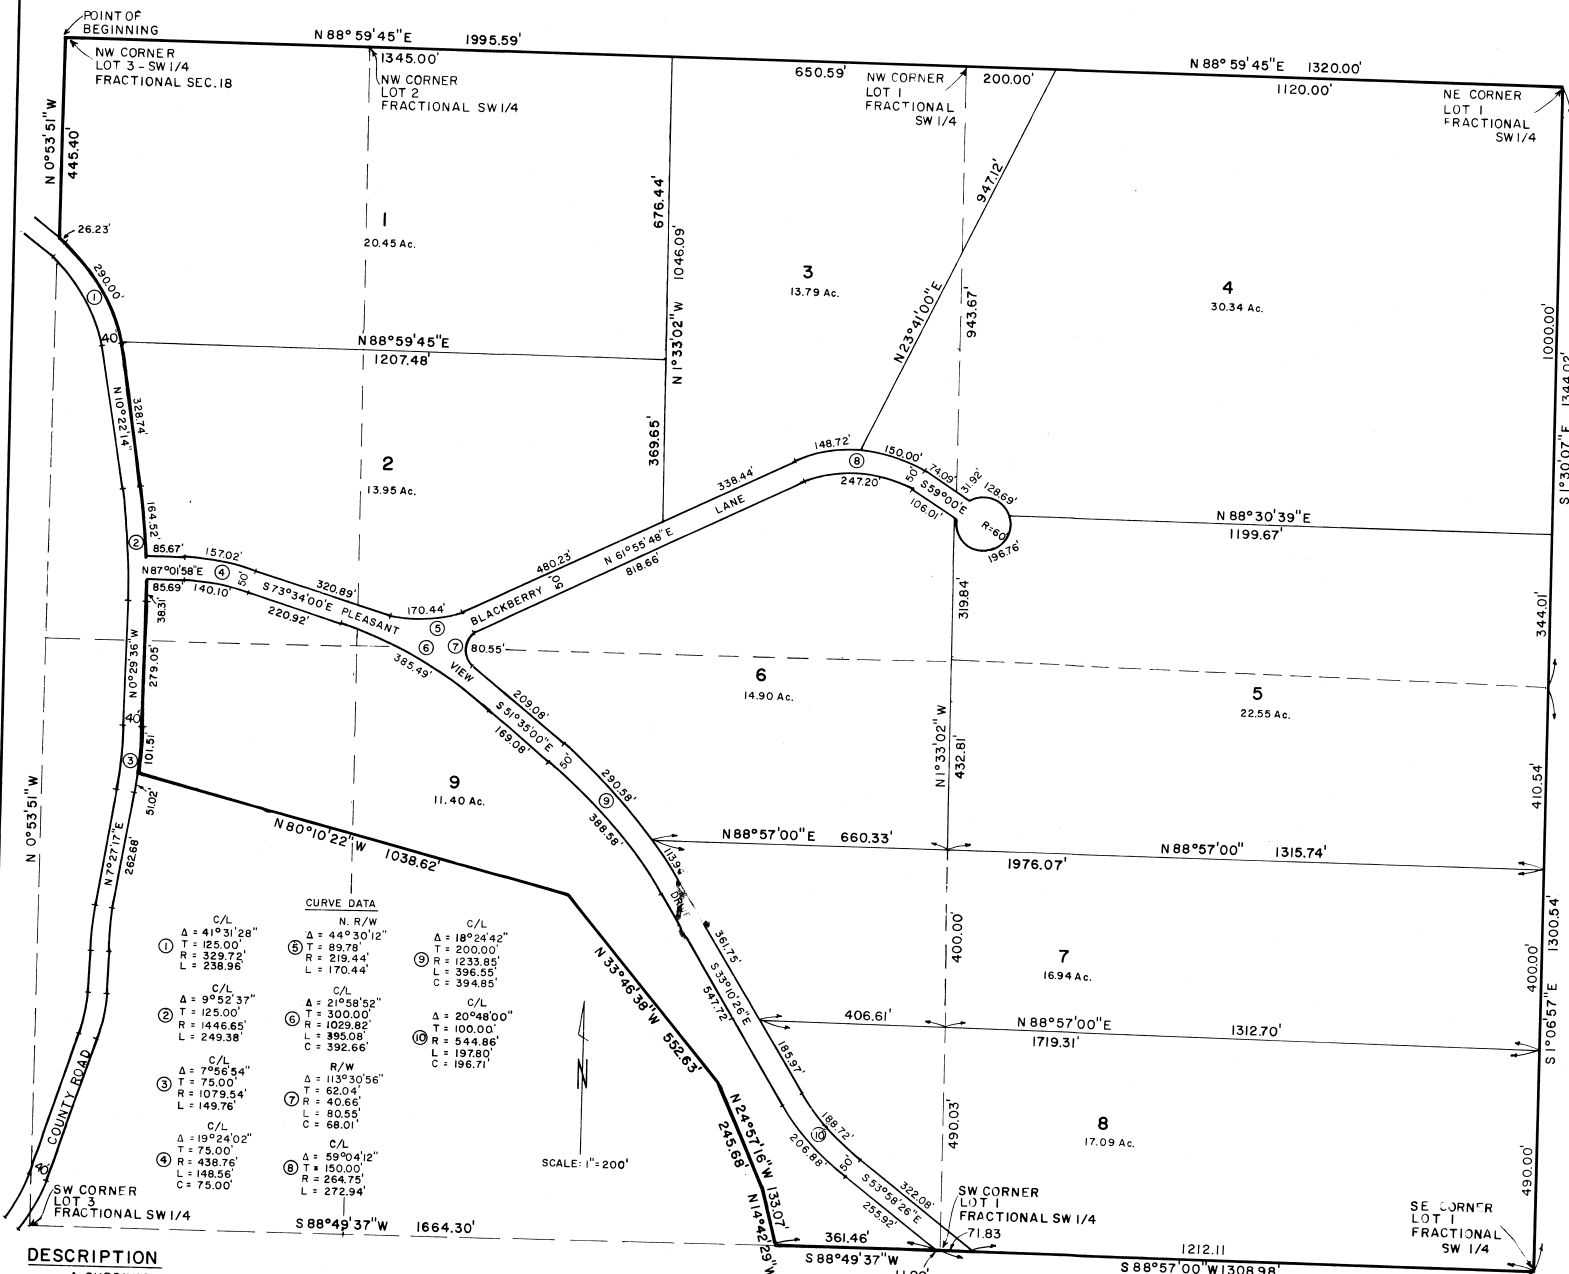 POINT OF
BEGINNING
NW CORNER
LOT 3 - SW 1/4
FRACTIONAL SEC. 18
N 88° 59' 45" E 1995.59'
1345.00'
NW CORNER
LOT 2
FRACTIONAL SW 1/4
650.59'
NW CORNER
LOT 1
FRACTIONAL
SW 1/4
200.00'
N 88° 59' 45" E 1320.00'
1120.00'
NE CORNER
LOT 1
FRACTIONAL
SW 1/4
N 0° 53' 51" W
445.40'
26.23'
290.00'
1
40'
1
20.45 Ac.
676.44'
N 1° 33' 02" W 1046.09'
369.65'
3
13.79 Ac.
947.12'
N 23° 41' 00" E
943.67'
4
30.34 Ac.
1000.00'
S 1° 30' 07" E 1344.02'
N 88° 59' 45" E
1207.48'
N 10° 22' 14"
328.74'
164.52'
2
2
13.95 Ac.
85.67'
157.02'
N 87° 01' 58" E
4
50'
85.69'
140.10'
38.31'
S 73° 34' 00" E PLEASANT
320.89'
220.92'
170.44'
5
6
7
80.55'
385.49'
VIEW
480.23'
338.44'
BLACKBERRY
50'
N 61° 55' 48" E
LANE
818.66'
148.72'
8
247.20'
150.00'
50'
74.09'
S 59° 00' E
106.01'
31.92'
128.69'
R=60'
196.76'
N 88° 30' 39" E
1199.67'
319.84'
344.01'
N 0° 29' 36" W
279.05'
40'
3
101.51'
51.02'
N 0° 53' 51" W
N 7° 27' 17" E
262.68'
209.08'
S 51° 35' 00" E
169.08'
50'
6
14.90 Ac.
5
22.55 Ac.
N 1° 33' 02" W
432.81'
410.54'
9
11.40 Ac.
290.58'
9
388.58'
N 80° 10' 22" W 1038.62'
N 88° 57' 00" E 660.33'
1976.07'
N 88° 57' 00" 1315.74'
DRIVE
361.75'
S 33° 10' 26" E
547.72'
400.00'
7
16.94 Ac.
400.00'
S 1° 06' 57" E 1300.54'
N 33° 46' 38" W 552.63'
406.61'
N 88° 57' 00" E
1719.31'
1312.70'
185.97'
N 24° 57' 16" W
245.68'
133.07'
N 14° 42' 29" W
188.72'
10
206.88'
50'
S 53° 58' 26" E
322.08'
255.92'
490.03'
8
17.09 Ac.
490.00'
CURVE DATA
C/L
1
Δ = 41° 31' 28"
T = 125.00'
R = 329.72'
L = 238.96
C/L
2
Δ = 9° 52' 37"
T = 125.00'
R = 1446.65'
L = 249.38'
C/L
3
Δ = 7° 56' 54"
T = 75.00'
R = 1079.54'
L = 149.76'
C/L
4
Δ = 19° 24' 02"
T = 75.00'
R = 438.76'
L = 148.56'
C = 75.00'
N. R/W
5
Δ = 44° 30' 12"
T = 89.78'
R = 219.44'
L = 170.44'
C/L
6
Δ = 21° 58' 52"
T = 300.00'
R = 1029.82'
L = 395.08'
C = 392.66'
R/W
7
Δ = 113° 30' 56"
T = 62.04'
R = 40.66'
L = 80.55'
C = 68.01'
C/L
8
Δ = 59° 04' 12"
T = 150.00'
R = 264.75'
L = 272.94'
C/L
9
Δ = 18° 24' 42"
T = 200.00'
R = 1233.85'
L = 396.55'
C = 394.85'
C/L
10
Δ = 20° 48' 00"
T = 100.00'
R = 544.86'
L = 197.80'
C = 196.71'
N
SCALE: 1" = 200'
COUNTY ROAD
40'
SW CORNER
LOT 3
FRACTIONAL SW 1/4
S 88° 49' 37" W 1664.30'
361.46'
S 88° 49' 37" W
SW CORNER
LOT 1
FRACTIONAL SW 1/4
71.83
1212.11
S 88° 57' 00" W 1308.98'
SE CORNER
LOT 1
FRACTIONAL
SW 1/4
DESCRIPTION